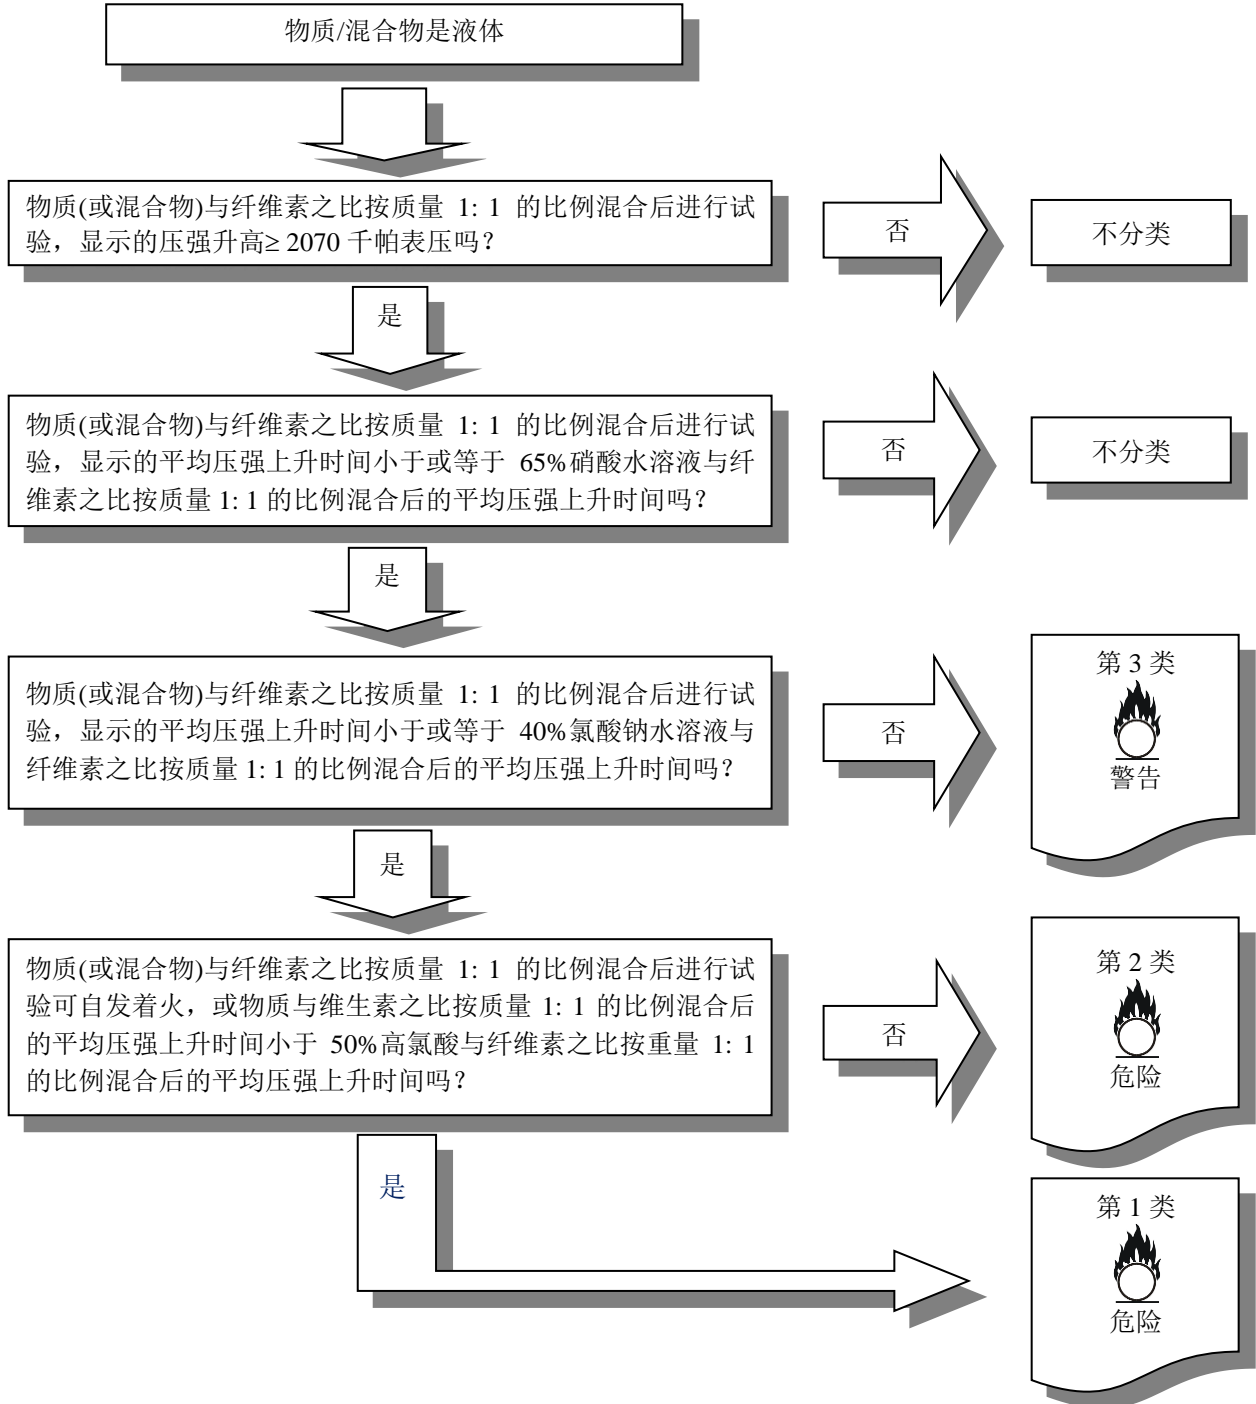 物质/混合物是液体
物质(或混合物)与纤维素之比按质量 1: 1 的比例混合后进行试
验，显示的压强升高≥ 2070 千帕表压吗？
否
不分类
是
物质(或混合物)与纤维素之比按质量 1: 1 的比例混合后进行试
验，显示的平均压强上升时间小于或等于 65%硝酸水溶液与纤
维素之比按质量 1: 1 的比例混合后的平均压强上升时间吗？
否
不分类
是
物质(或混合物)与纤维素之比按质量 1: 1 的比例混合后进行试
验，显示的平均压强上升时间小于或等于 40%氯酸钠水溶液与
纤维素之比按质量 1: 1 的比例混合后的平均压强上升时间吗？
否
第 3 类
警告
是
物质(或混合物)与纤维素之比按质量 1: 1 的比例混合后进行试
验可自发着火，或物质与维生素之比按质量 1: 1 的比例混合后
的平均压强上升时间小于 50%高氯酸与纤维素之比按重量 1: 1
的比例混合后的平均压强上升时间吗？
否
第 2 类
危险
是
第 1 类
危险